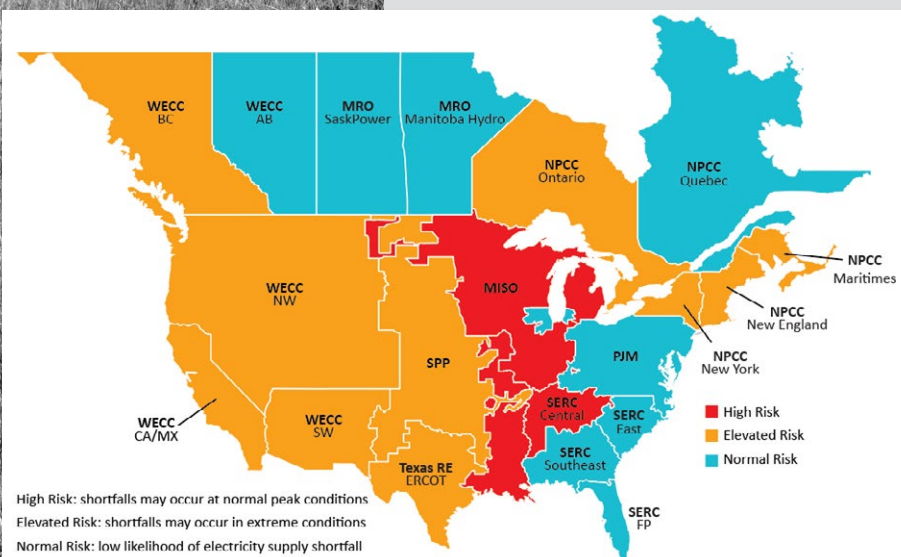 WECC
BC
WECC
AB
MRO
SaskPower
MRO
Manitoba Hydro
NPCC
Ontario
NPCC
Quebec
NPCC
Maritimes
NPCC
New England
NPCC
New York
WECC
NW
MISO
SPP
PJM
WECC
CA/MX
WECC
SW
SERC
Central
SERC
East
SERC
Southeast
SERC
FP
Texas RE
ERCOT
High Risk
Elevated Risk
Normal Risk
High Risk: shortfalls may occur at normal peak conditions
Elevated Risk: shortfalls may occur in extreme conditions
Normal Risk: low likelihood of electricity supply shortfall